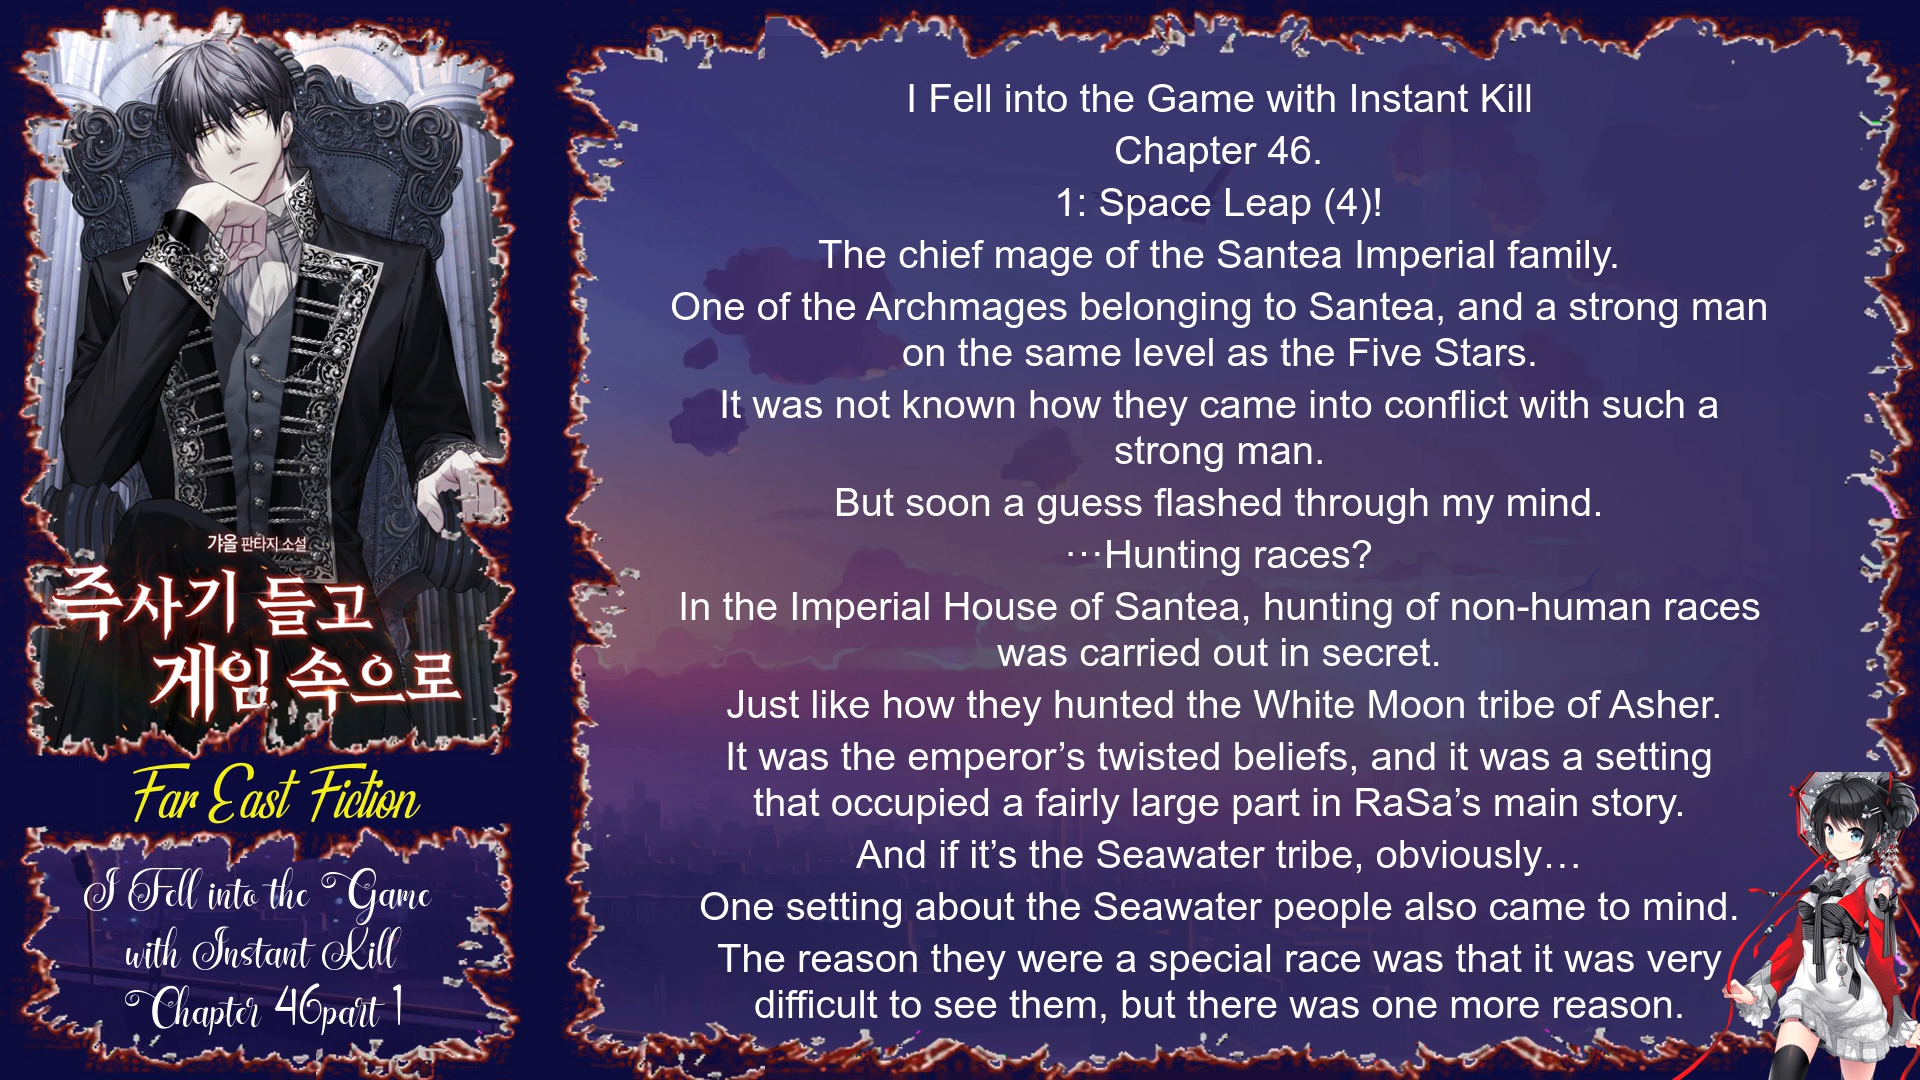 갸울 판타지 소설
즉사기 들고
게임 속으로
Far East Fiction
I Fell into the Game
with Instant Kill
Chapter 46part 1
I Fell into the Game with Instant Kill
Chapter 46.
1: Space Leap (4)!
The chief mage of the Santea Imperial family.
One of the Archmages belonging to Santea, and a strong man
on the same level as the Five Stars.
It was not known how they came into conflict with such a
strong man.
But soon a guess flashed through my mind.
…Hunting races?
In the Imperial House of Santea, hunting of non-human races
was carried out in secret.
Just like how they hunted the White Moon tribe of Asher.
It was the emperor’s twisted beliefs, and it was a setting
that occupied a fairly large part in RaSa’s main story.
And if it’s the Seawater tribe, obviously…
One setting about the Seawater people also came to mind.
The reason they were a special race was that it was very
difficult to see them, but there was one more reason.